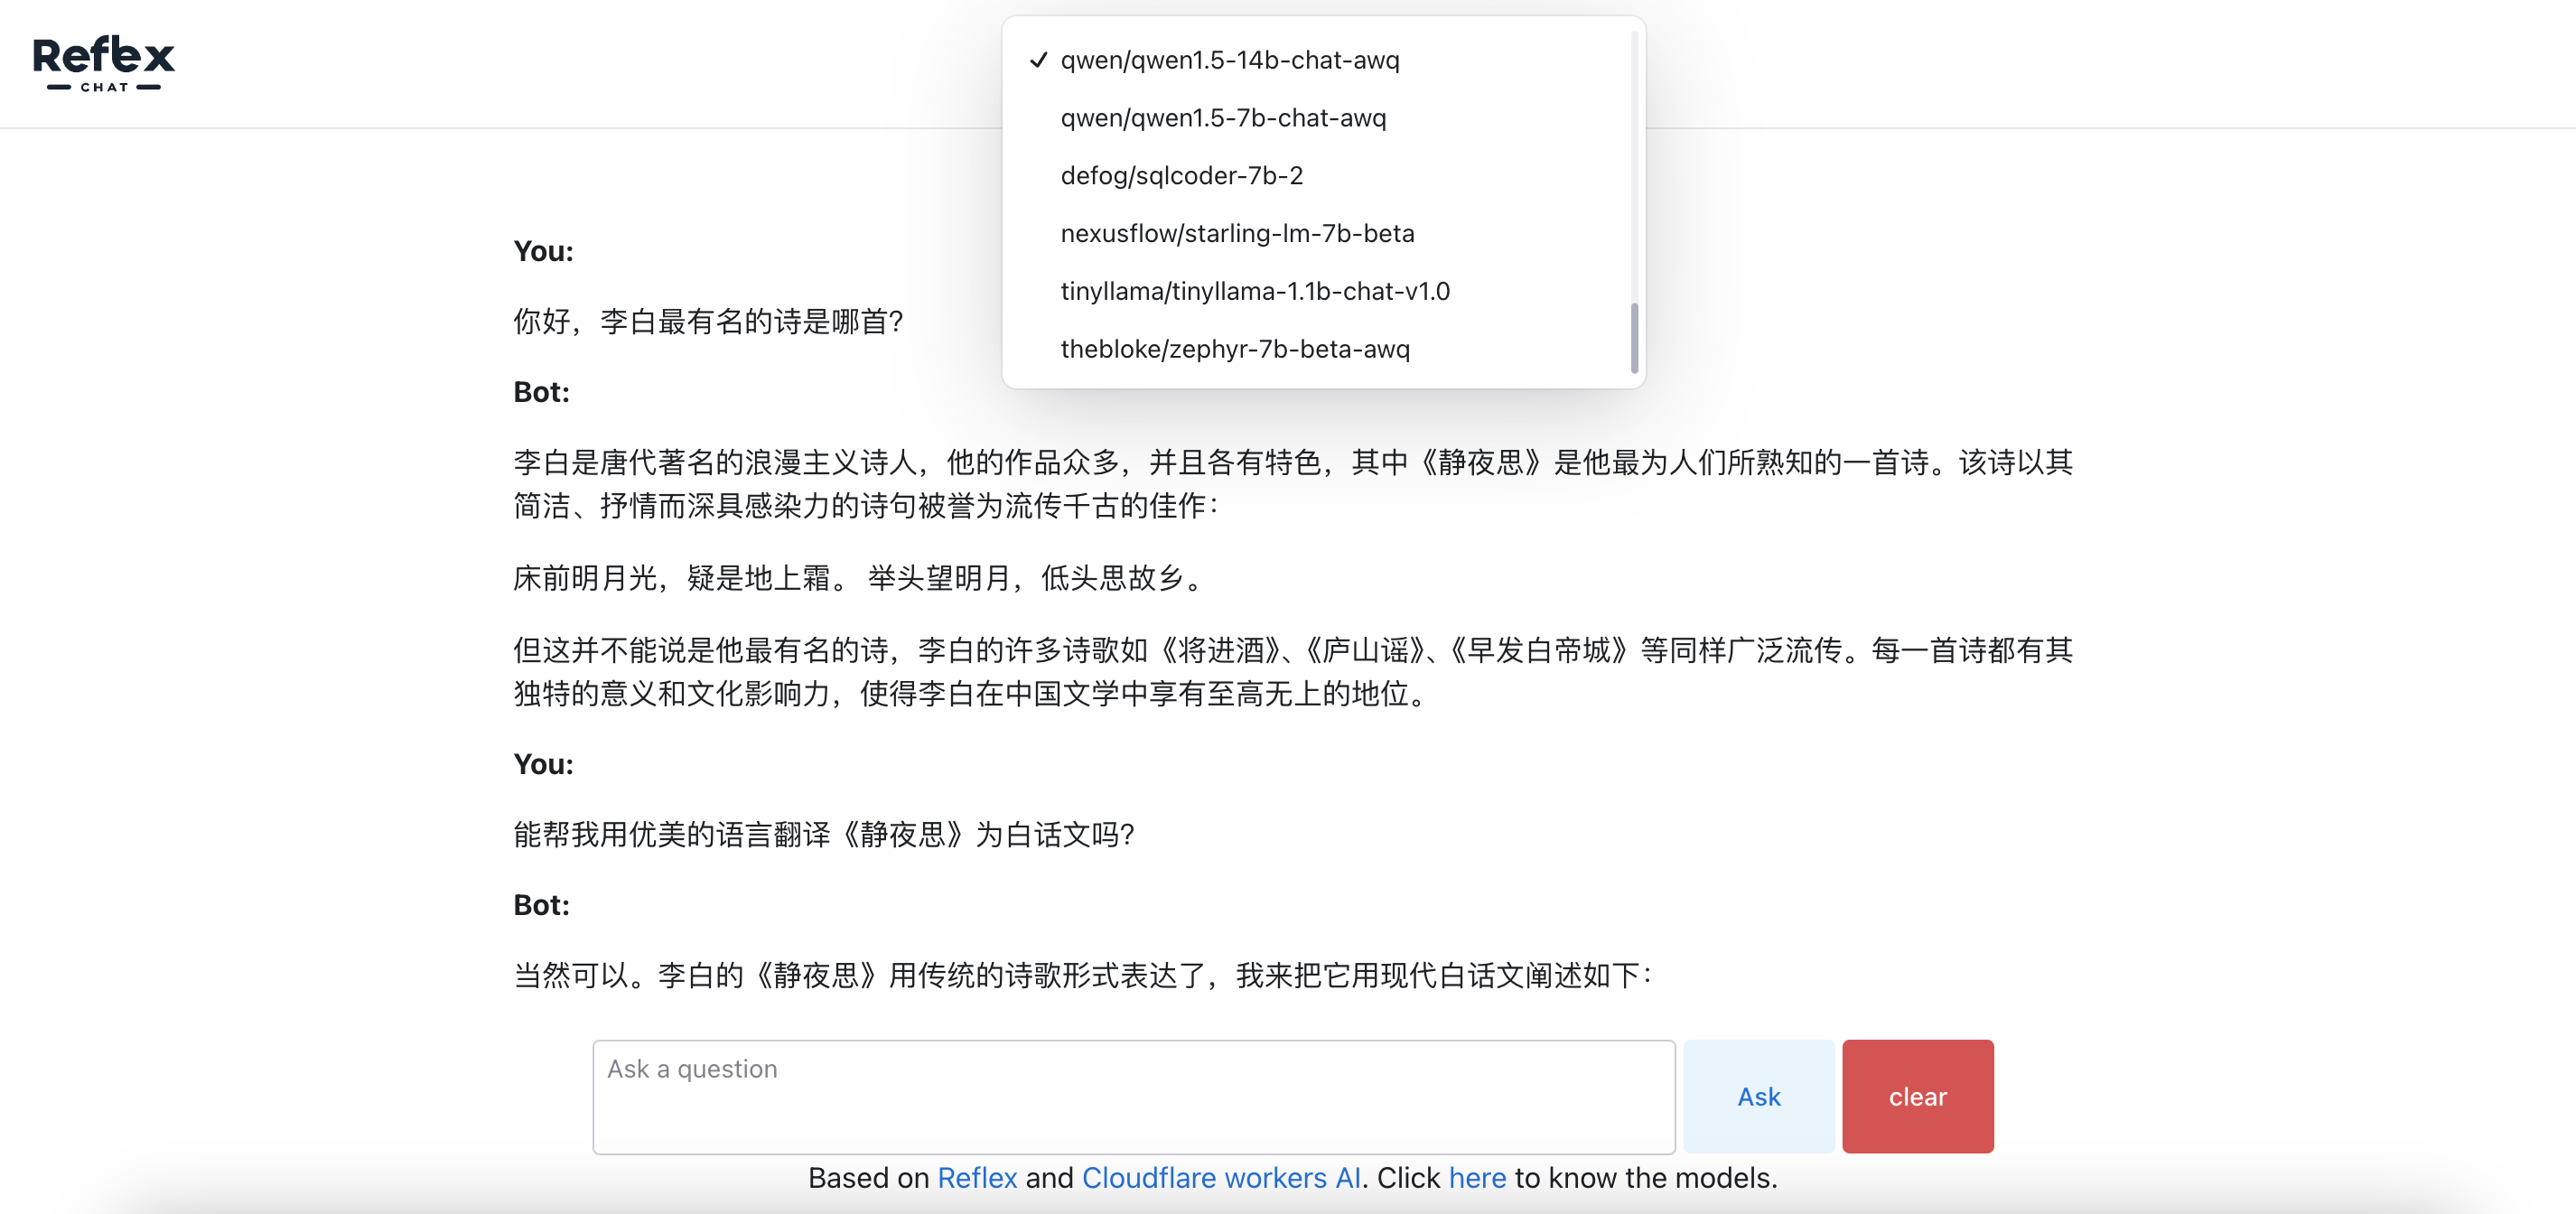 Reflex
CHAT
✓ qwen/qwen1.5-14b-chat-awq
qwen/qwen1.5-7b-chat-awq
defog/sqlcoder-7b-2
nexusflow/starling-lm-7b-beta
tinyllama/tinyllama-1.1b-chat-v1.0
thebloke/zephyr-7b-beta-awq
You:
你好，李白最有名的诗是哪首?
Bot:
李白是唐代著名的浪漫主义诗人，他的作品众多，并且各有特色，其中《静夜思》是他最为人们所熟知的一首诗。该诗以其
简洁、抒情而深具感染力的诗句被誉为流传千古的佳作：
床前明月光，疑是地上霜。 举头望明月，低头思故乡。
但这并不能说是他最有名的诗，李白的许多诗歌如《将进酒》、《庐山谣》、《早发白帝城》等同样广泛流传。每一首诗都有其
独特的意义和文化影响力，使得李白在中国文学中享有至高无上的地位。
You:
能帮我用优美的语言翻译《静夜思》为白话文吗?
Bot:
当然可以。李白的《静夜思》用传统的诗歌形式表达了，我来把它用现代白话文阐述如下：
Ask a question
Ask
clear
Based on Reflex and Cloudflare workers AI. Click here to know the models.